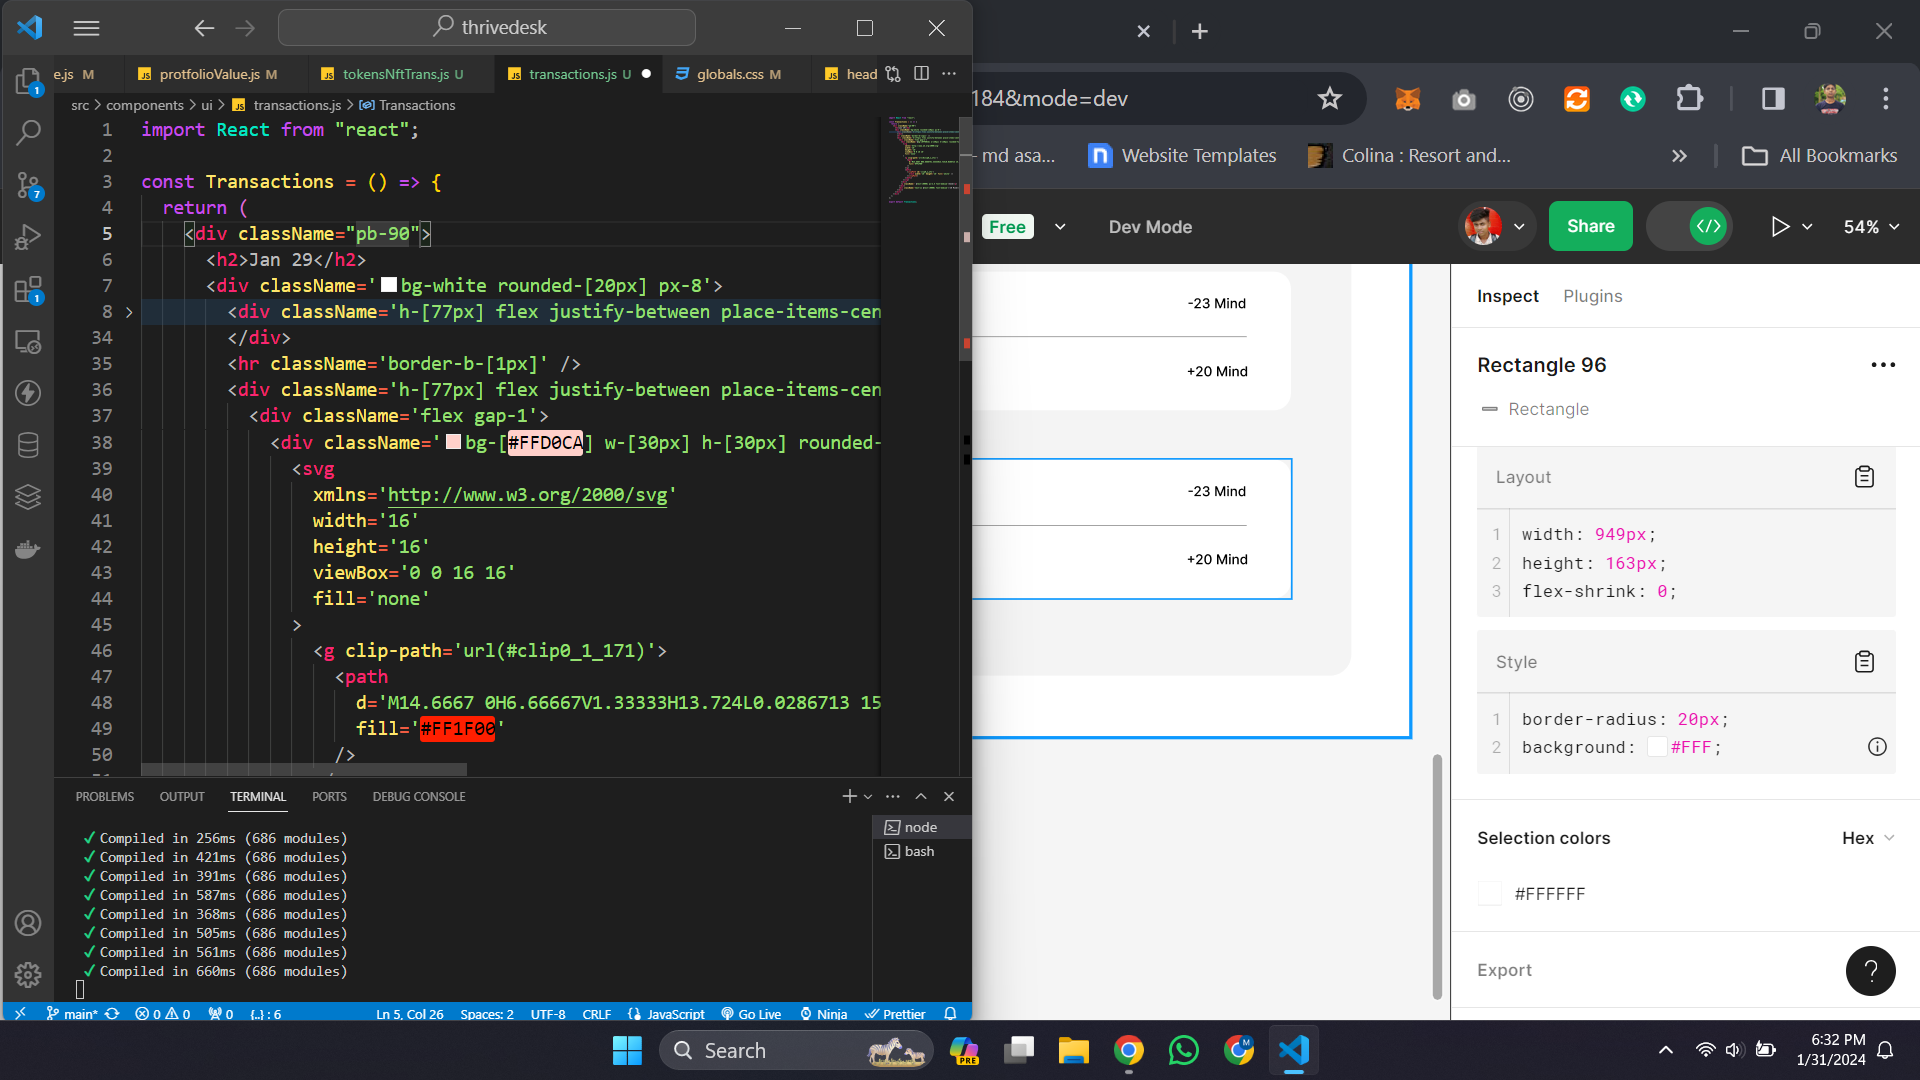 thrivedesk
e.js M
protfolioValue.js M
tokensNftTrans.js U
transactions.js U
globals.css M
head
src > components > ui > transactions.js > Transactions
1 import React from "react";
2
3 const Transactions = () => {
4 return (
5 <div className="pb-90">
6 <h2>Jan 29</h2>
7 <div className='bg-white rounded-[20px] px-8'>
8 <div className='h-[77px] flex justify-between place-items-cen
34 </div>
35 <hr className='border-b-[1px]' />
36 <div className='h-[77px] flex justify-between place-items-cen
37 <div className='flex gap-1'>
38 <div className='bg-[#FFD0CA] w-[30px] h-[30px] rounded-
39 <svg
40 xmlns='http://www.w3.org/2000/svg'
41 width='16'
42 height='16'
43 viewBox='0 0 16 16'
44 fill='none'
45 >
46 <g clip-path='url(#clip0_1_171)'>
47 <path
48 d='M14.6667 0H6.66667V1.33333H13.724L0.0286713 15
49 fill='#FF1F00'
50 />
1
7
1
PROBLEMS OUTPUT TERMINAL PORTS DEBUG CONSOLE
✓ Compiled in 256ms (686 modules)
✓ Compiled in 421ms (686 modules)
✓ Compiled in 391ms (686 modules)
✓ Compiled in 587ms (686 modules)
✓ Compiled in 368ms (686 modules)
✓ Compiled in 505ms (686 modules)
✓ Compiled in 561ms (686 modules)
✓ Compiled in 660ms (686 modules)
node
bash
main* 0 0 0 {..} : 6 Ln 5, Col 26 Spaces: 2 UTF-8 CRLF JavaScript Go Live Ninja Prettier
184&mode=dev
- md asa...
Website Templates
Colina : Resort and...
All Bookmarks
Free
Dev Mode
Share
54%
-23 Mind
+20 Mind
-23 Mind
+20 Mind
Inspect Plugins
Rectangle 96
Rectangle
Layout
1 width: 949px;
2 height: 163px;
3 flex-shrink: 0;
Style
1 border-radius: 20px;
2 background: #FFF;
Selection colors
Hex
#FFFFFF
Export
?
Search
PRE
M
6:32 PM
1/31/2024